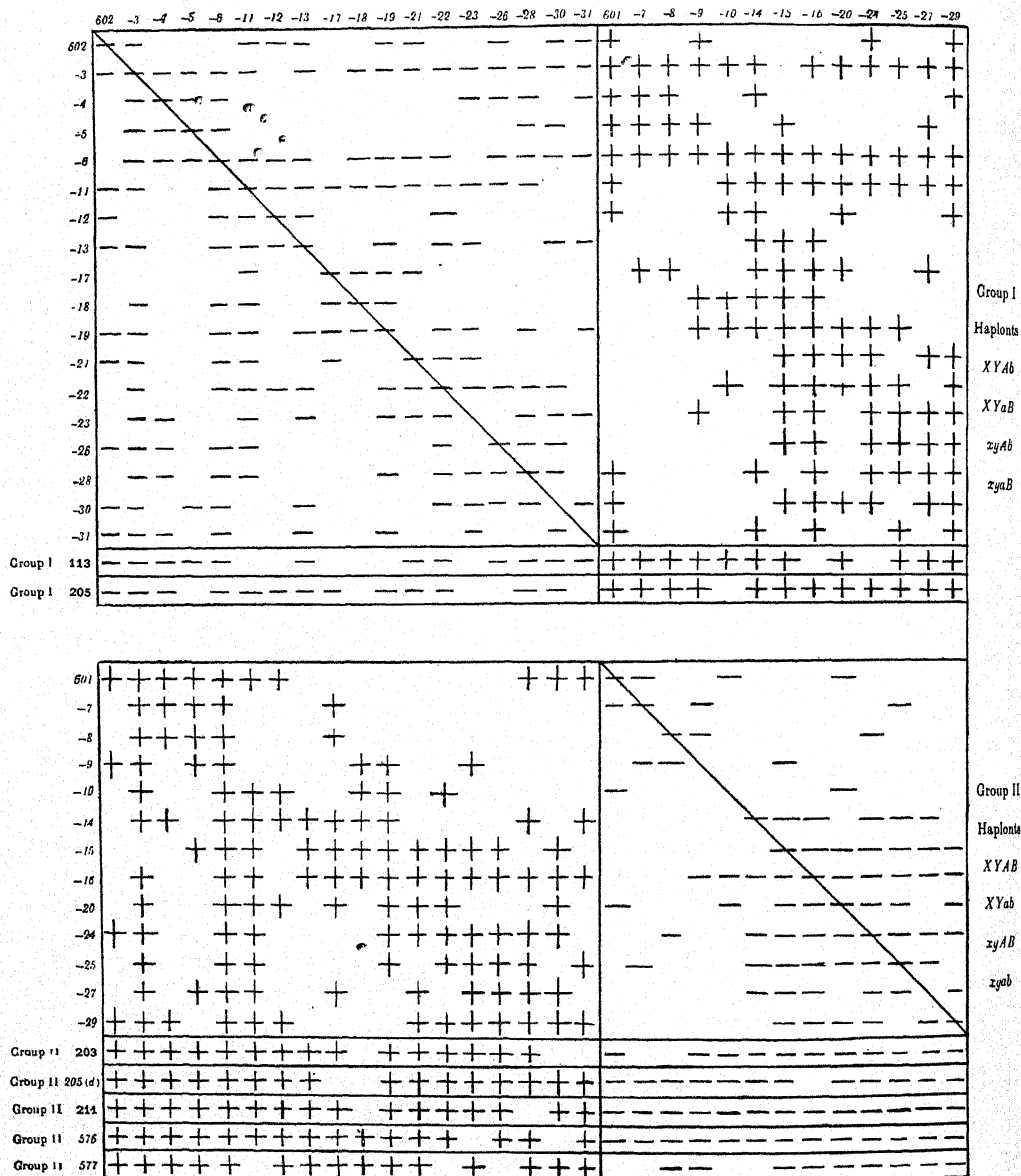 602 -3 -4 -5 -6 -11 -12 -13 -17 -18 -19 -21 -22 -23 -26 -28 -30 -31 601 -7 -8 -9 -10 -14 -15 -16 -20 -24 -25 -27 -29
602
-3
-4
-5
-6
-11
-12
-13
-17
-18
-19
-21
-22
-23
-26
-28
-30
-31
Group I
Haplonts
XYAb
XYaB
xyAb
xyaB
Group I 113
Group I 205
601
-7
-8
-9
-10
-14
-15
-16
-20
-24
-25
-27
-29
Group II
Haplonts
XYAB
XYab
xyAB
xyab
Group II 203
Group II 205 (d)
Group II 211
Group II 576
Group II 577